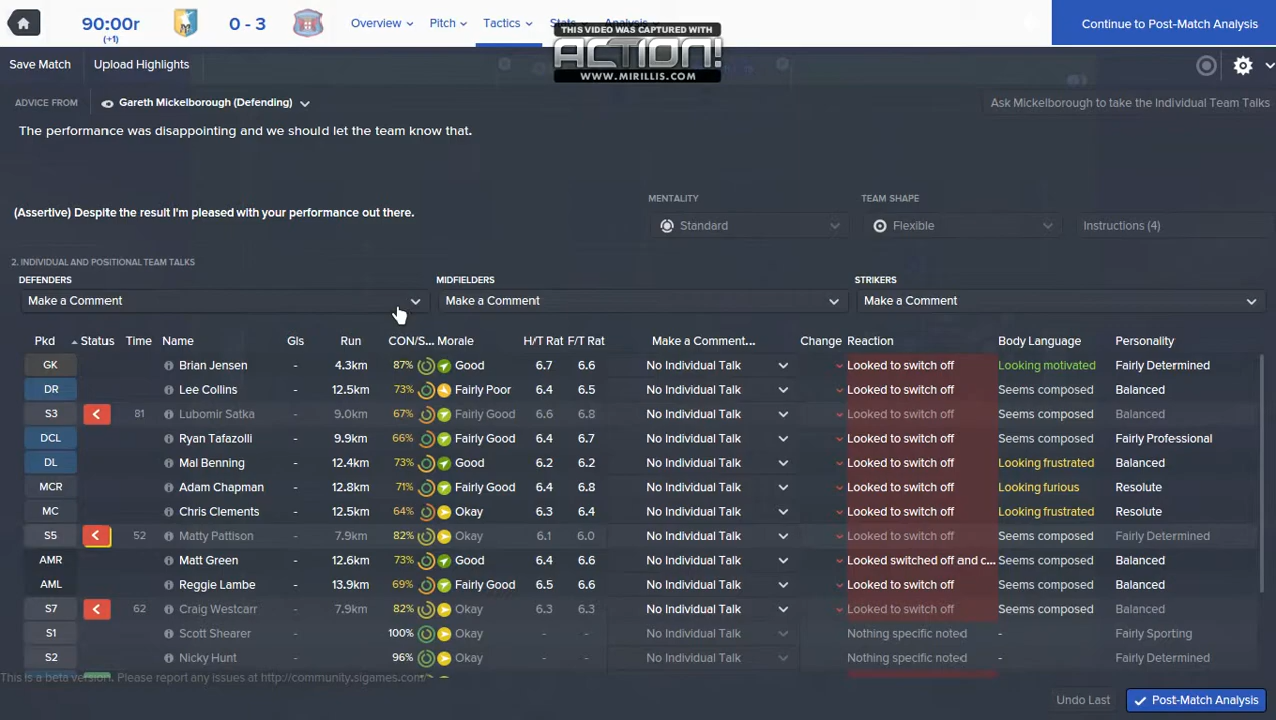 90:00r
(+1)
0 - 3
Overview
Pitch
Tactics
Continue to Post-Match Analysis
THIS VIDEO WAS CAPTURED WITH
ACTION!
WWW.MIRILLIS.COM
Save Match
Upload Highlights
ADVICE FROM
Gareth Mickelborough (Defending)
Ask Mickelborough to take the Individual Team Talks
The performance was disappointing and we should let the team know that.
(Assertive) Despite the result I'm pleased with your performance out there.
MENTALITY
TEAM SHAPE
Standard
Flexible
Instructions (4)
2. INDIVIDUAL AND POSITIONAL TEAM TALKS
DEFENDERS
MIDFIELDERS
STRIKERS
Make a Comment
Make a Comment
Make a Comment
Pkd Status Time Name Gls Run CON/S... Morale H/T Rat F/T Rat Make a Comment... Change Reaction Body Language Personality
GK Brian Jensen - 4.3km 87% Good 6.7 6.6 No Individual Talk Looked to switch off Looking motivated Fairly Determined
DR Lee Collins - 12.5km 73% Fairly Poor 6.4 6.5 No Individual Talk Looked to switch off Seems composed Balanced
S3 81 Lubomir Satka - 9.0km 67% Fairly Good 6.6 6.8 No Individual Talk Looked to switch off Seems composed Balanced
DCL Ryan Tafazolli - 9.9km 66% Fairly Good 6.4 6.7 No Individual Talk Looked to switch off Seems composed Fairly Professional
DL Mal Benning - 12.4km 73% Good 6.2 6.2 No Individual Talk Looked to switch off Looking frustrated Balanced
MCR Adam Chapman - 12.8km 71% Fairly Good 6.4 6.8 No Individual Talk Looked to switch off Looking furious Resolute
MC Chris Clements - 12.5km 64% Okay 6.3 6.4 No Individual Talk Looked to switch off Looking frustrated Resolute
S5 52 Matty Pattison - 7.9km 82% Okay 6.1 6.0 No Individual Talk Looked to switch off Seems composed Fairly Determined
AMR Matt Green - 12.6km 73% Good 6.4 6.6 No Individual Talk Looked switched off and c... Seems composed Balanced
AML Reggie Lambe - 13.9km 69% Fairly Good 6.5 6.6 No Individual Talk Looked to switch off Seems composed Balanced
S7 62 Craig Westcarr - 7.9km 82% Okay 6.3 6.3 No Individual Talk Looked to switch off Seems composed Balanced
S1 Scott Shearer - 100% Okay - - No Individual Talk Nothing specific noted - Fairly Sporting
S2 Nicky Hunt - 96% Okay - - No Individual Talk Nothing specific noted - Fairly Determined
This is a beta version. Please report any issues at http://community.sigames.com/
Undo Last
Post-Match Analysis